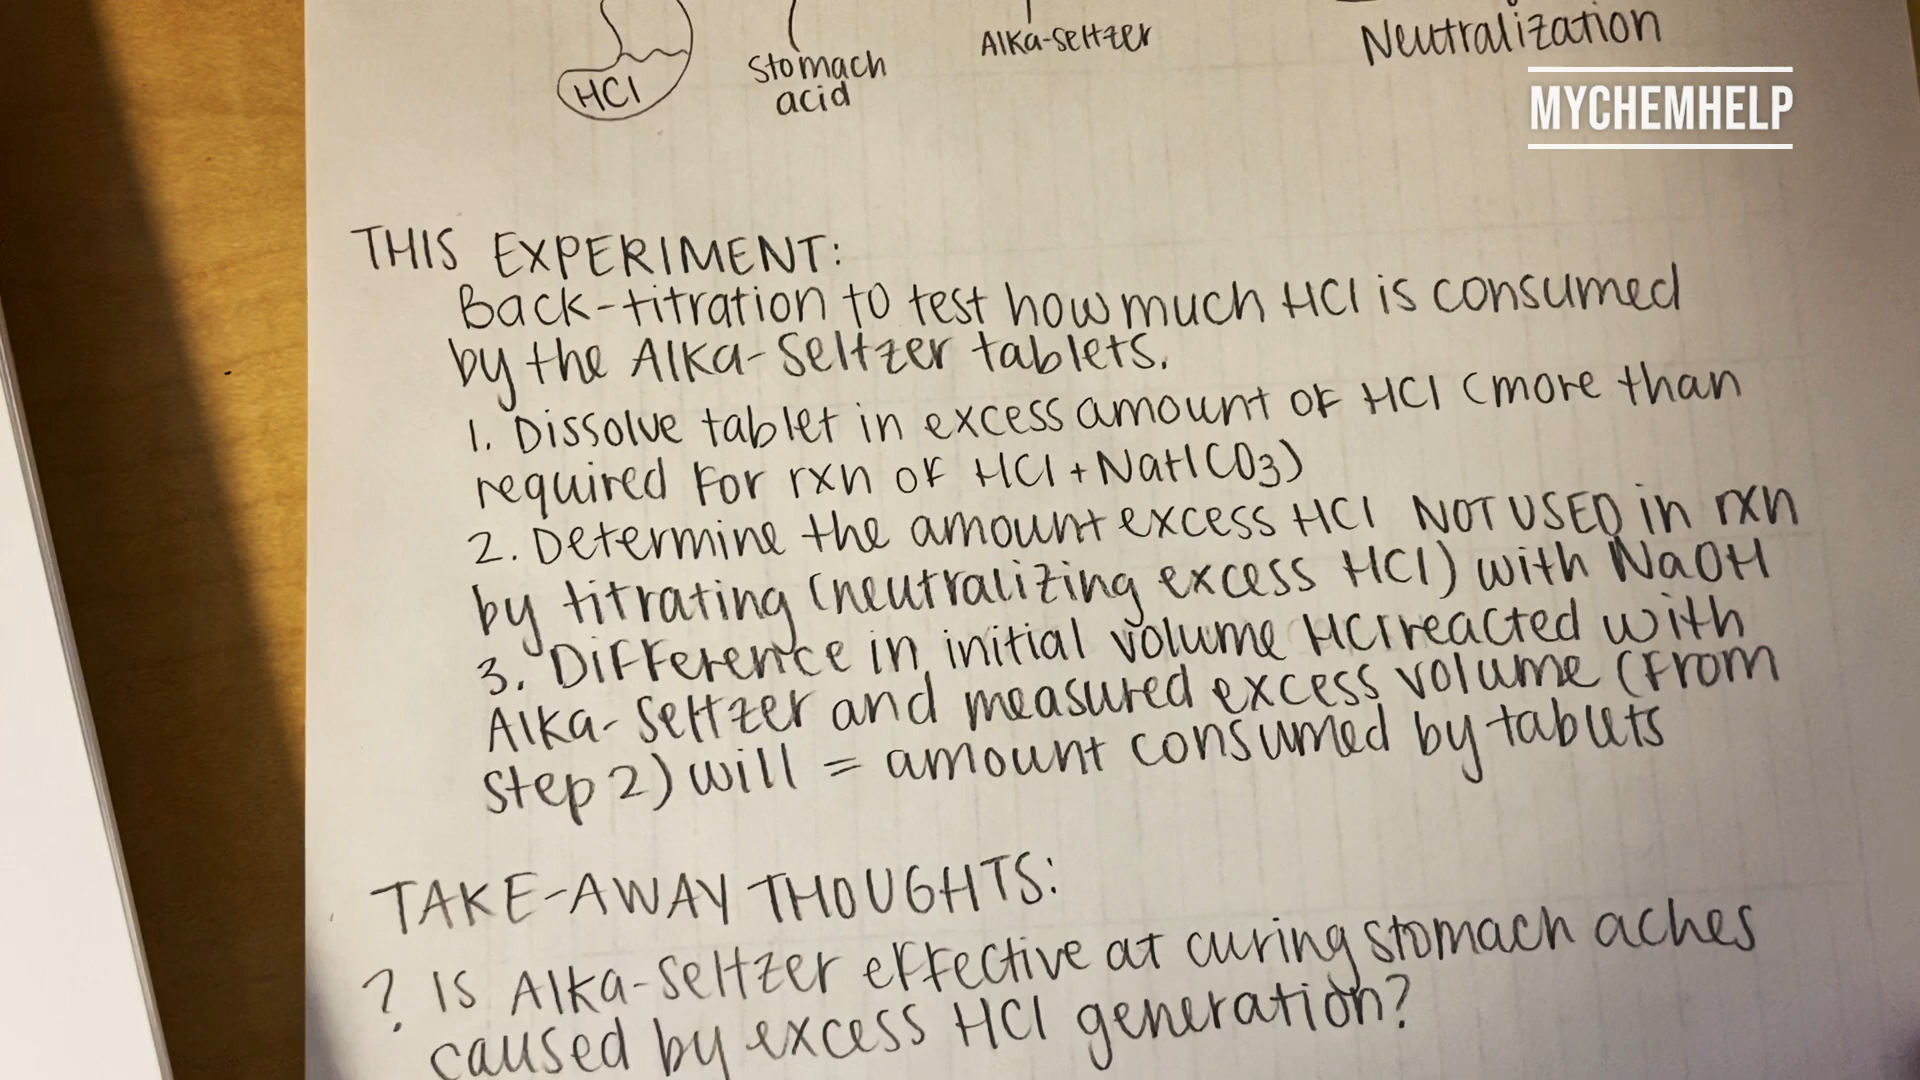 HCl
Stomach
acid
Alka-Seltzer
Neutralization
MYCHEMHELP
THIS EXPERIMENT:
Back-titration to test how much HCl is consumed
by the Alka-Seltzer tablets.
1. Dissolve tablet in excess amount of HCl (more than
required for rxn of HCl + NaHCO3)
2. Determine the amount excess HCl NOT USED in rxn
by titrating (neutralizing excess HCl) with NaOH
3. Difference in initial volume HCl reacted with
Alka-Seltzer and measured excess volume (from
step 2) will = amount consumed by tablets
TAKE-AWAY THOUGHTS:
? Is Alka-Seltzer effective at curing stomach aches
caused by excess HCl generation?